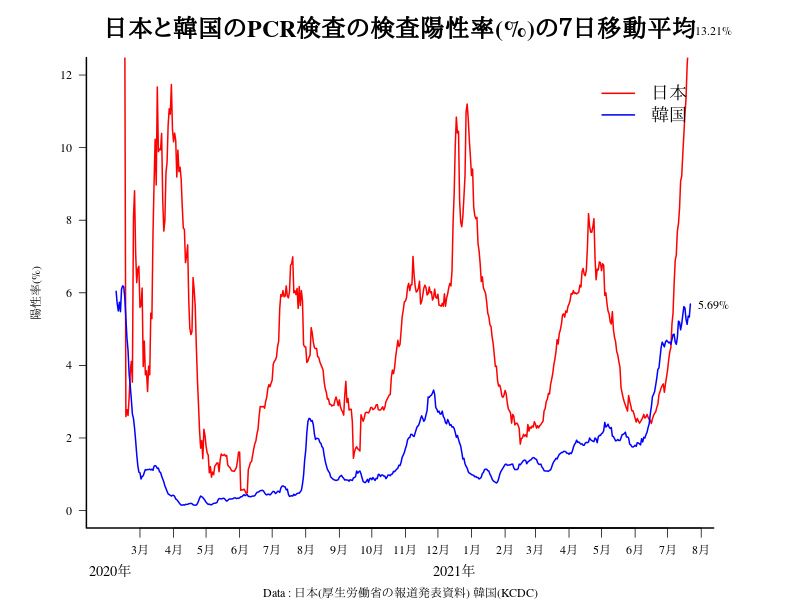 日本と韓国のPCR検査の検査陽性率(%)の7日移動平均
13.21%
日本
韓国
陽性率(%)
12
10
8
6
4
2
0
5.69%
3月 4月 5月 6月 7月 8月 9月 10月 11月 12月 1月 2月 3月 4月 5月 6月 7月 8月
2020年 2021年
Data : 日本(厚生労働省の報道発表資料) 韓国(KCDC)